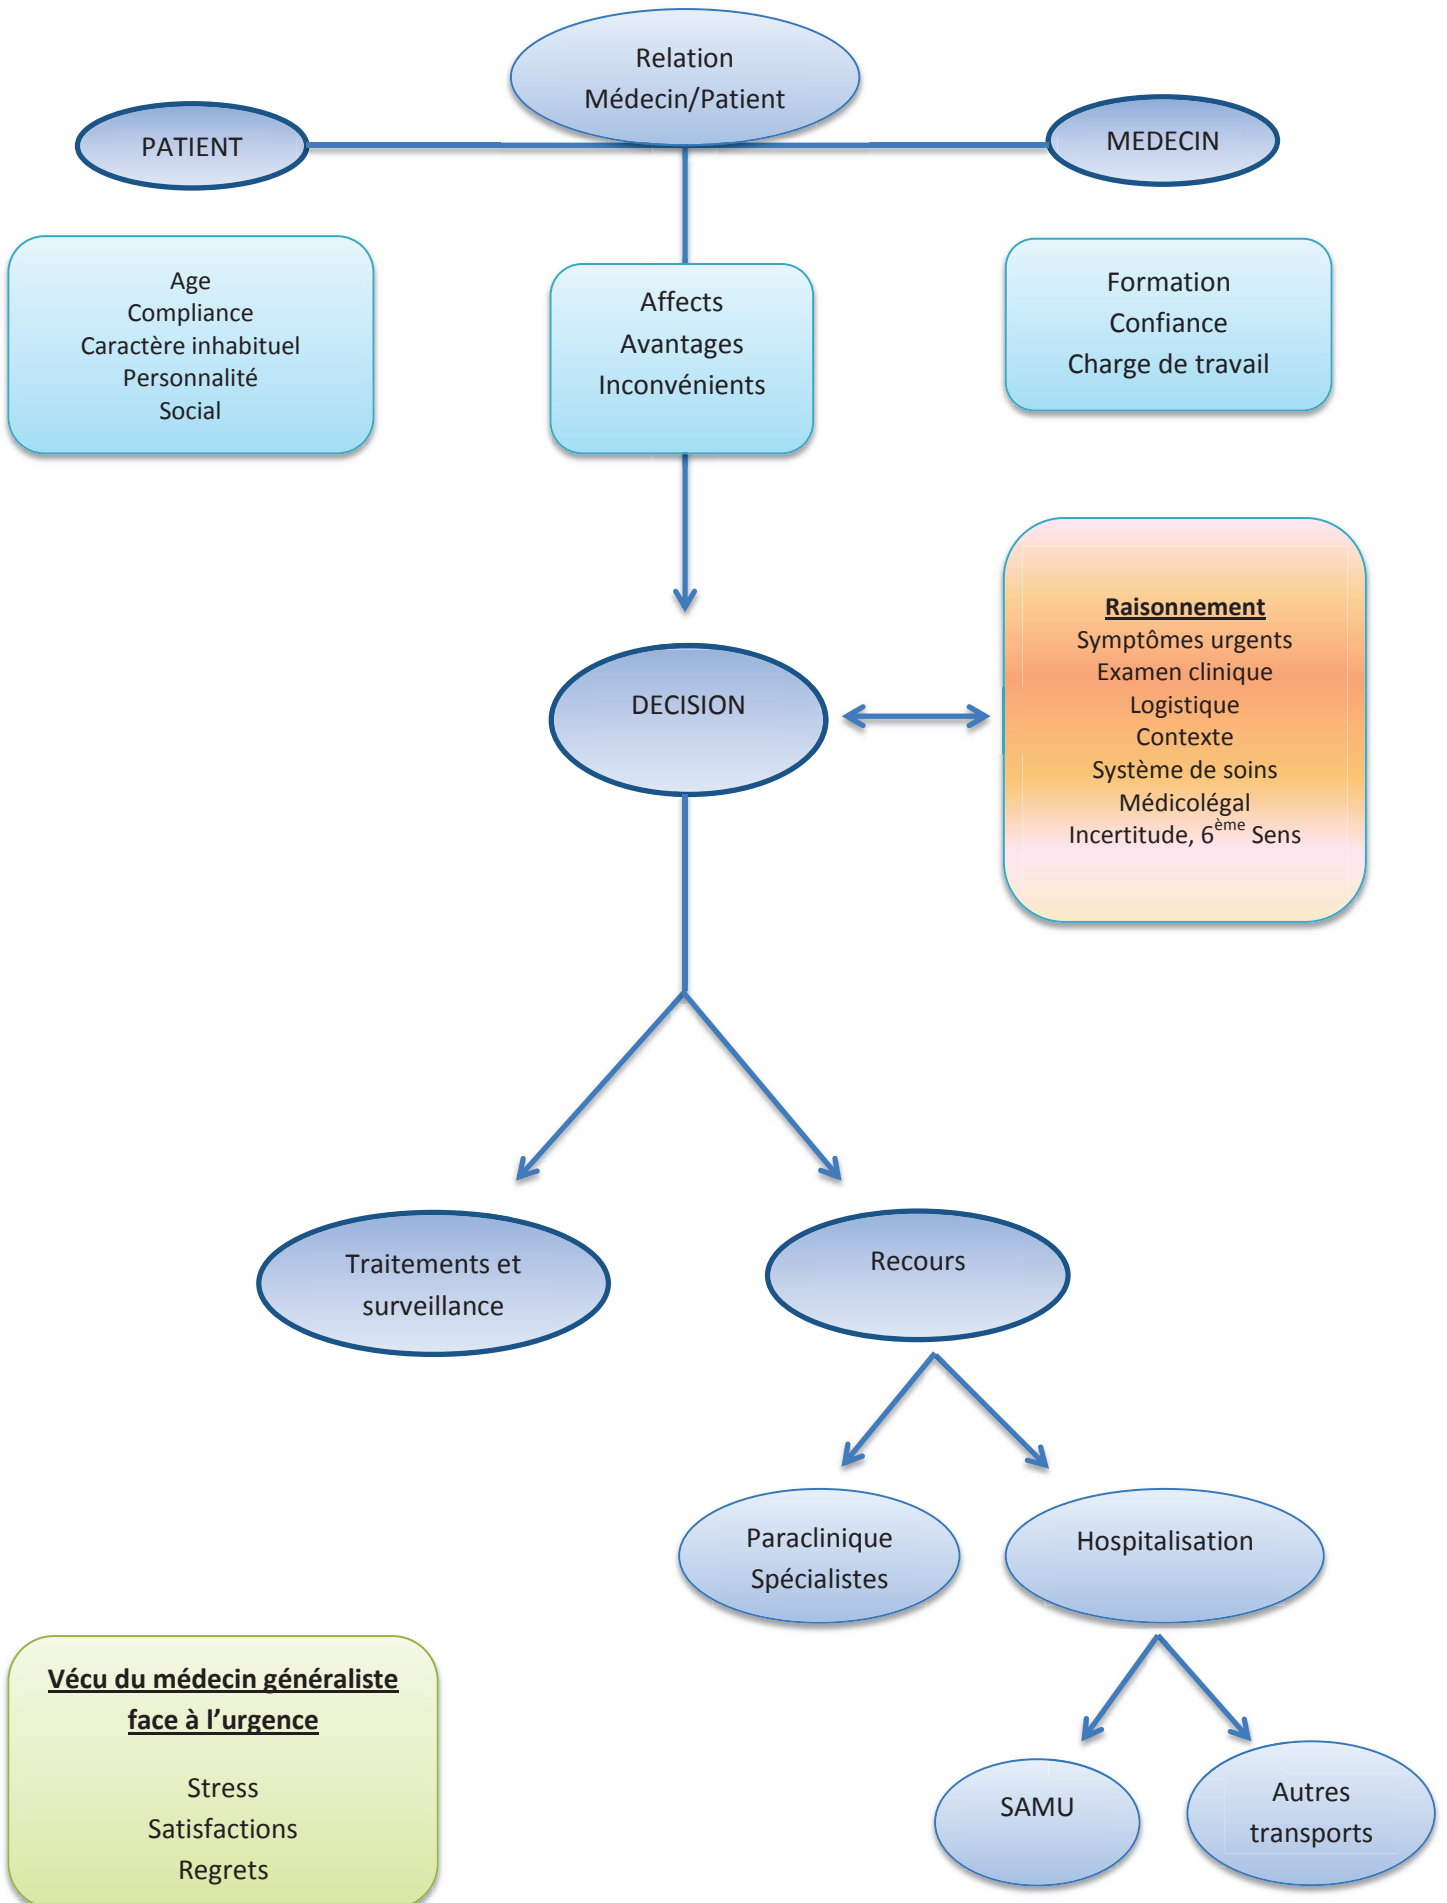 Relation
Médecin/Patient
PATIENT
MEDECIN
Age
Compliance
Caractère inhabituel
Personnalité
Social
Affects
Avantages
Inconvénients
Formation
Confiance
Charge de travail
Raisonnement
Symptômes urgents
Examen clinique
Logistique
Contexte
Système de soins
Médicolégal
Incertitude, 6ème Sens
DECISION
Traitements et
surveillance
Recours
Paraclinique
Spécialistes
Hospitalisation
Vécu du médecin généraliste
face à l’urgence
Stress
Satisfactions
Regrets
SAMU
Autres
transports